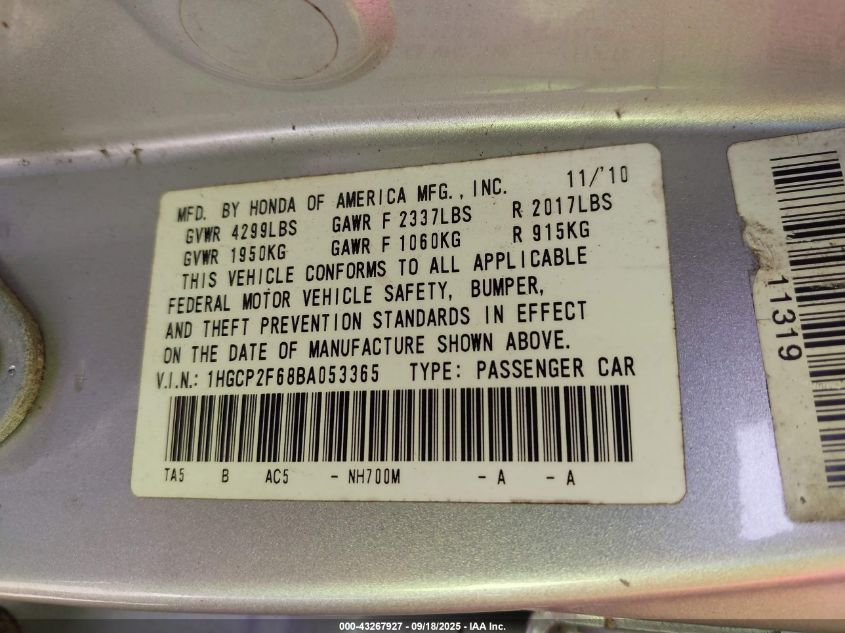 MFD. BY HONDA OF AMERICA MFG., INC. 11/'10
GVWR 4299LBS GAWR F 2337LBS R 2017LBS
GVWR 1950KG GAWR F 1060KG R 915KG
THIS VEHICLE CONFORMS TO ALL APPLICABLE
FEDERAL MOTOR VEHICLE SAFETY, BUMPER,
AND THEFT PREVENTION STANDARDS IN EFFECT
ON THE DATE OF MANUFACTURE SHOWN ABOVE.
V.I.N.: 1HGCP2F68BA053365 TYPE: PASSENGER CAR
TA5 B AC5 - NH700M - A - A
11319
000-43267927 - 09/18/2025 - IAA Inc.